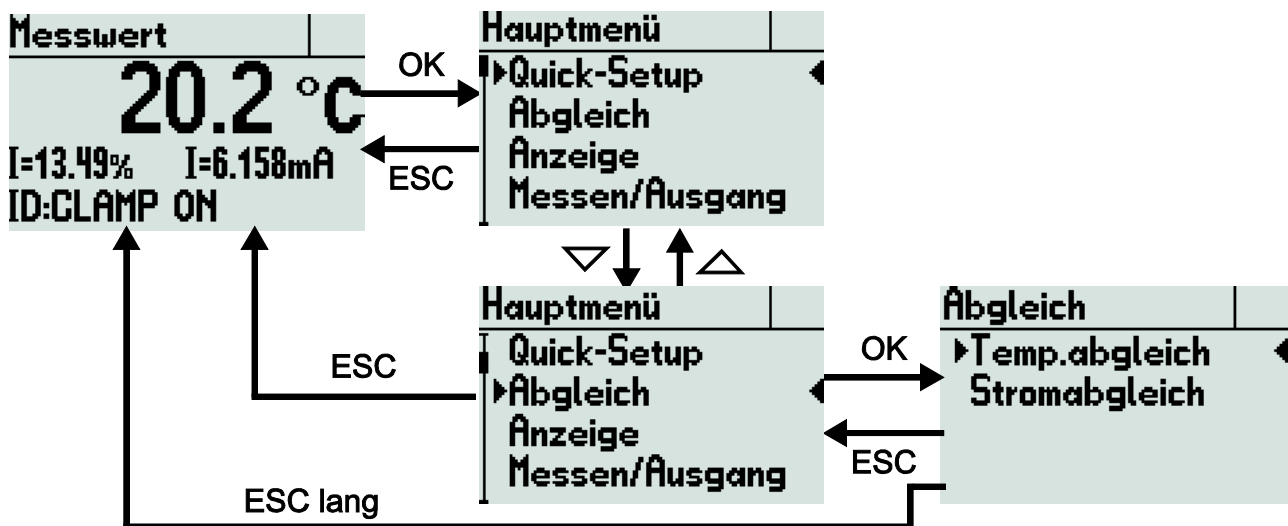 Messwert
20.2 °C
I=13.49% I=6.158mA
ID:CLAMP ON
OK
ESC
Hauptmenü
Quick-Setup
Abgleich
Anzeige
Messen/Ausgang
Hauptmenü
Quick-Setup
Abgleich
Anzeige
Messen/Ausgang
ESC
OK
ESC
Abgleich
Temp.abgleich
Stromabgleich
ESC lang